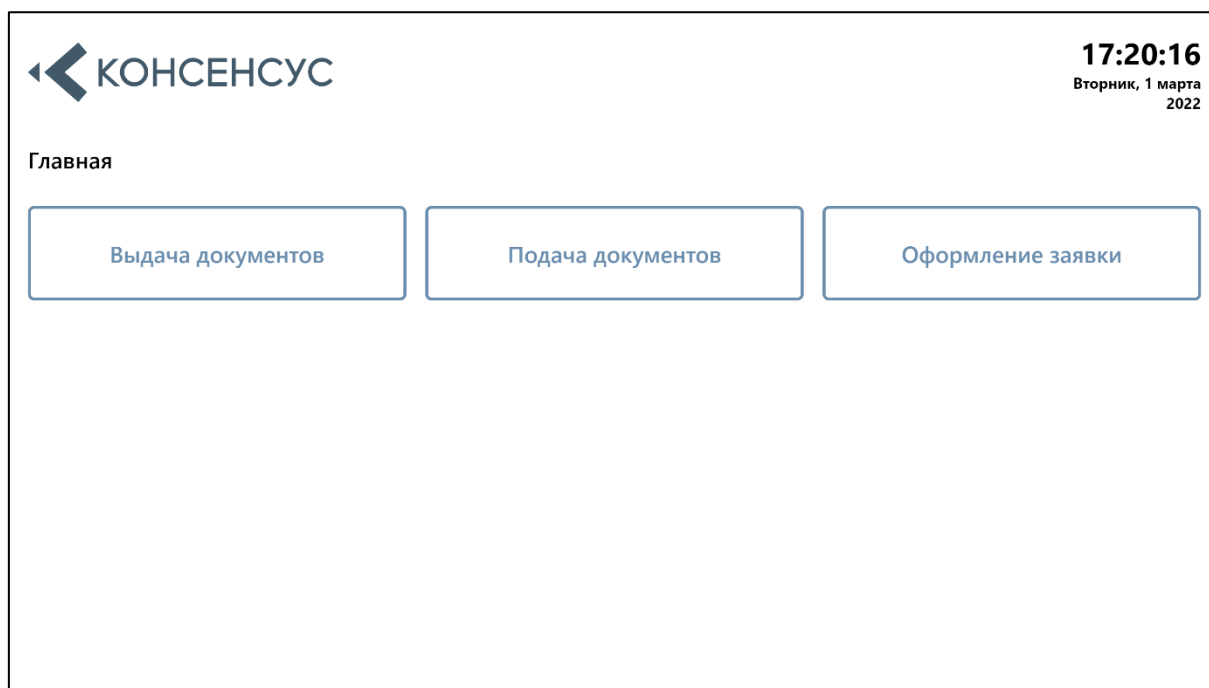 КОНСЕНСУС
17:20:16
Вторник, 1 марта
2022
Главная
Выдача документов
Подача документов
Оформление заявки